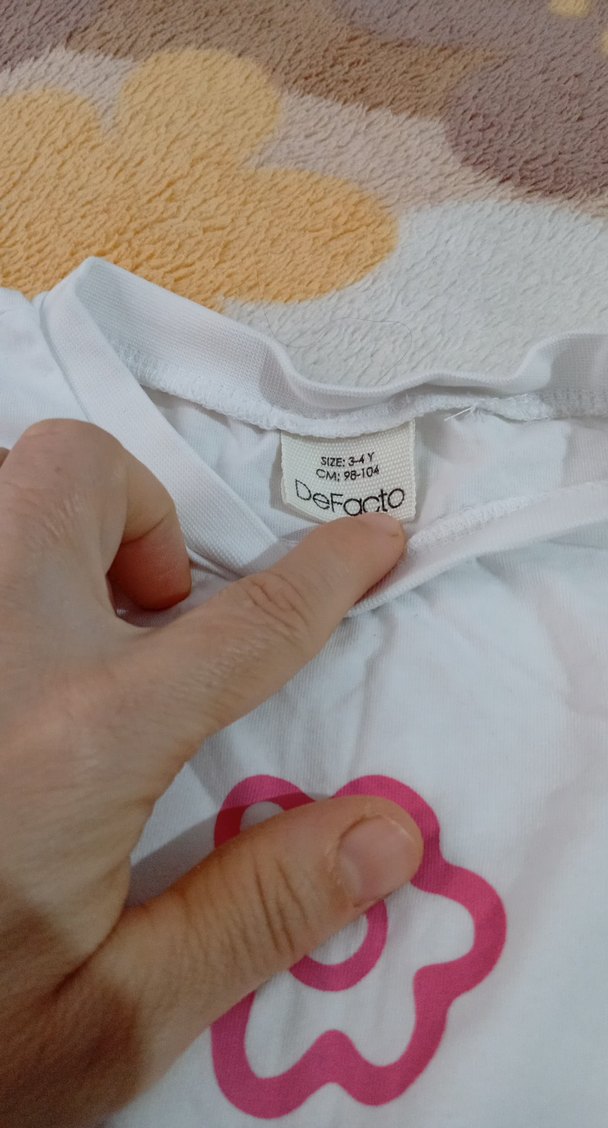 SIZE: 3-4 Y
CM: 98-104
DeFacto